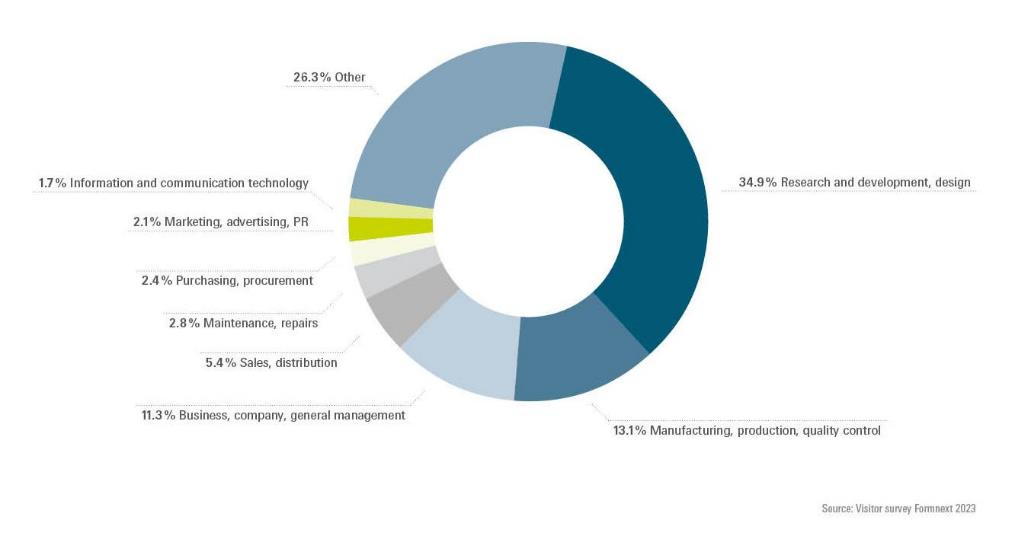 26.3% Other
1.7% Information and communication technology
34.9% Research and development, design
2.1% Marketing, advertising, PR
2.4% Purchasing, procurement
2.8% Maintenance, repairs
5.4% Sales, distribution
11.3% Business, company, general management
13.1% Manufacturing, production, quality control
Source: Visitor survey Formnext 2023